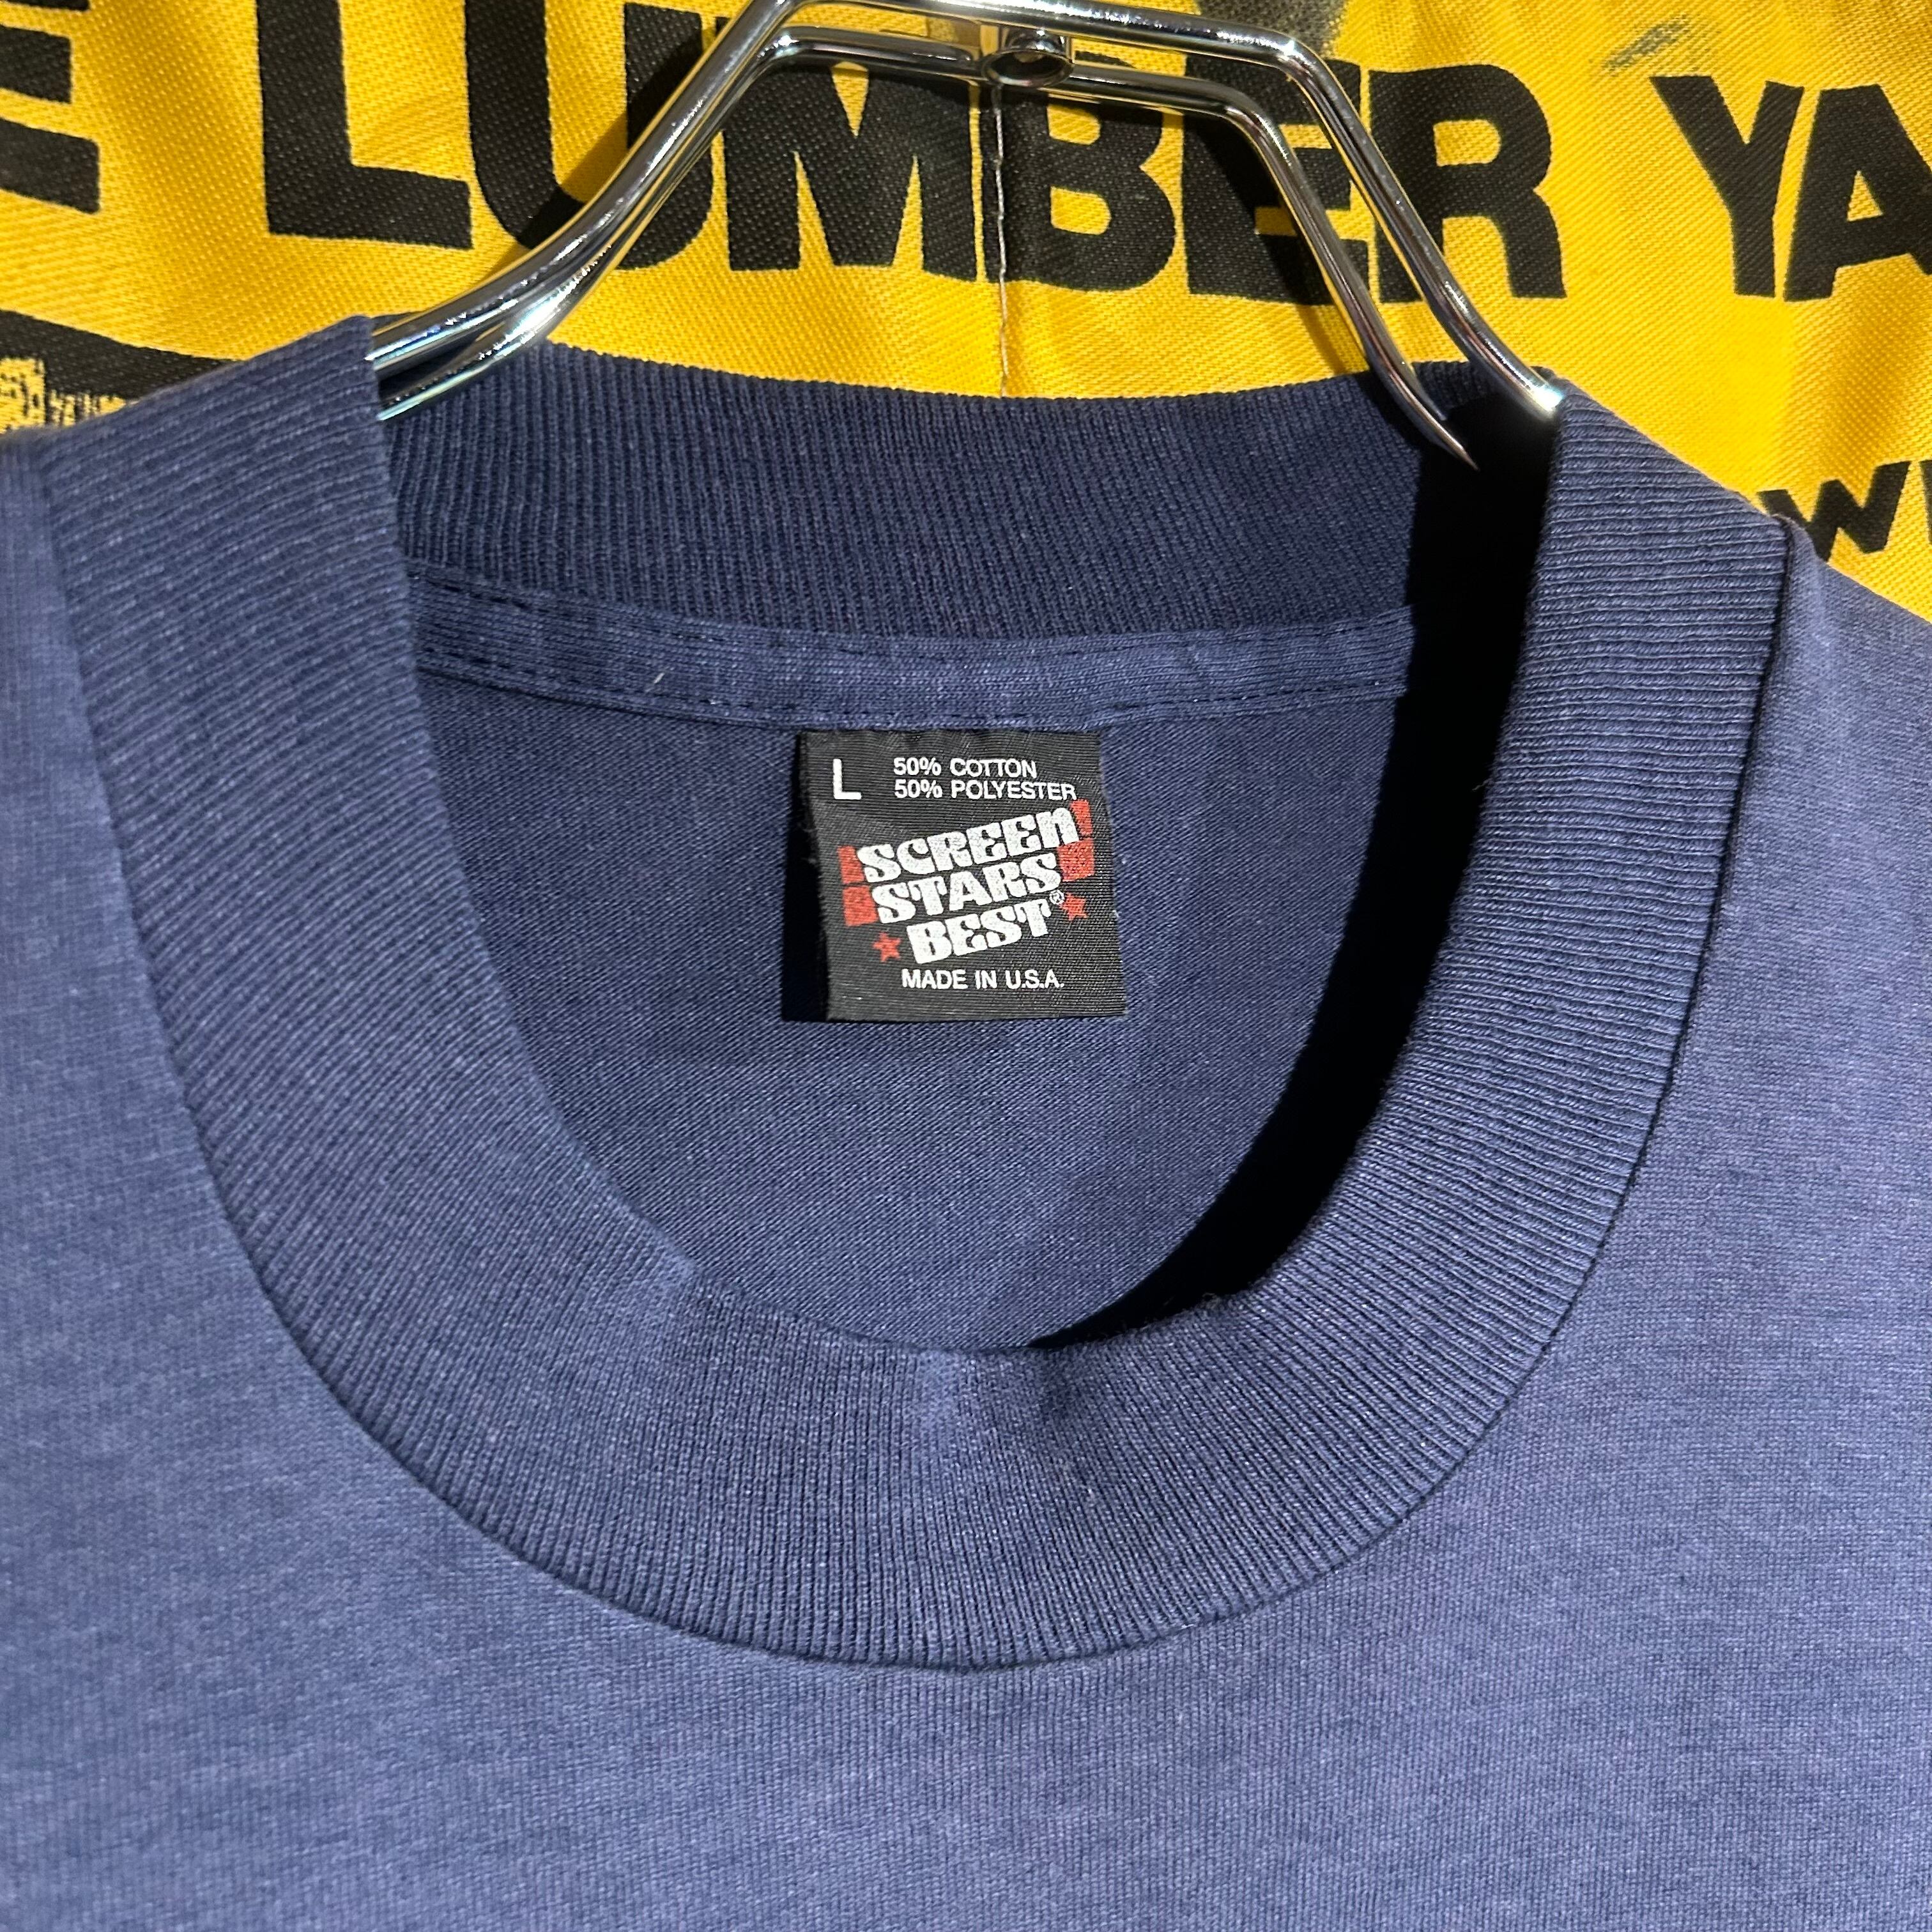 E LUMBER YA
W
L
50% COTTON
50% POLYESTER
SCREEN
STARS
BEST®
MADE IN U.S.A.